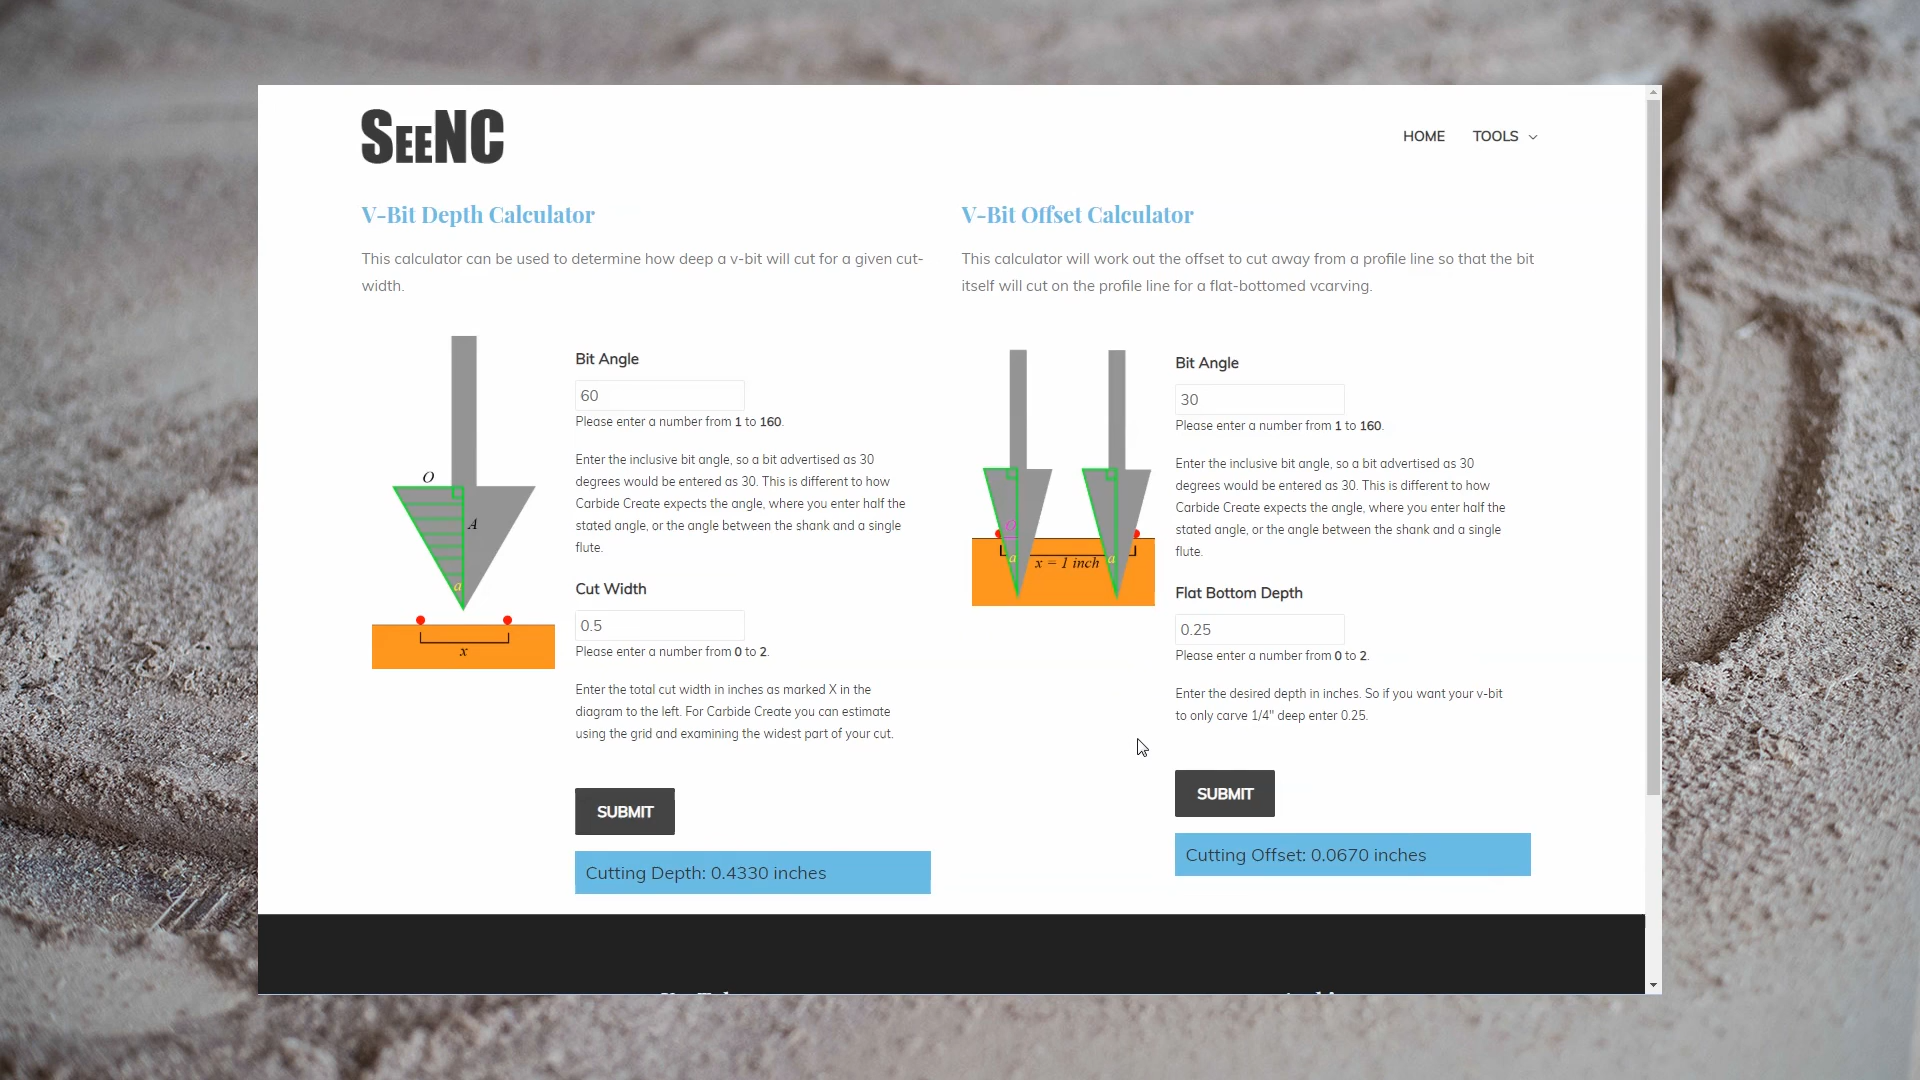 SEENC
HOME
TOOLS
V-Bit Depth Calculator
This calculator can be used to determine how deep a v-bit will cut for a given cut-
width.
O
A
a
x
Bit Angle
60
Please enter a number from 1 to 160.
Enter the inclusive bit angle, so a bit advertised as 30
degrees would be entered as 30. This is different to how
Carbide Create expects the angle, where you enter half the
stated angle, or the angle between the shank and a single
flute.
Cut Width
0.5
Please enter a number from 0 to 2.
Enter the total cut width in inches as marked X in the
diagram to the left. For Carbide Create you can estimate
using the grid and examining the widest part of your cut.
SUBMIT
Cutting Depth: 0.4330 inches
V-Bit Offset Calculator
This calculator will work out the offset to cut away from a profile line so that the bit
itself will cut on the profile line for a flat-bottomed vcarving.
O
a
x = 1 inch
a
Bit Angle
30
Please enter a number from 1 to 160.
Enter the inclusive bit angle, so a bit advertised as 30
degrees would be entered as 30. This is different to how
Carbide Create expects the angle, where you enter half the
stated angle, or the angle between the shank and a single
flute.
Flat Bottom Depth
0.25
Please enter a number from 0 to 2.
Enter the desired depth in inches. So if you want your v-bit
to only carve 1/4" deep enter 0.25.
SUBMIT
Cutting Offset: 0.0670 inches